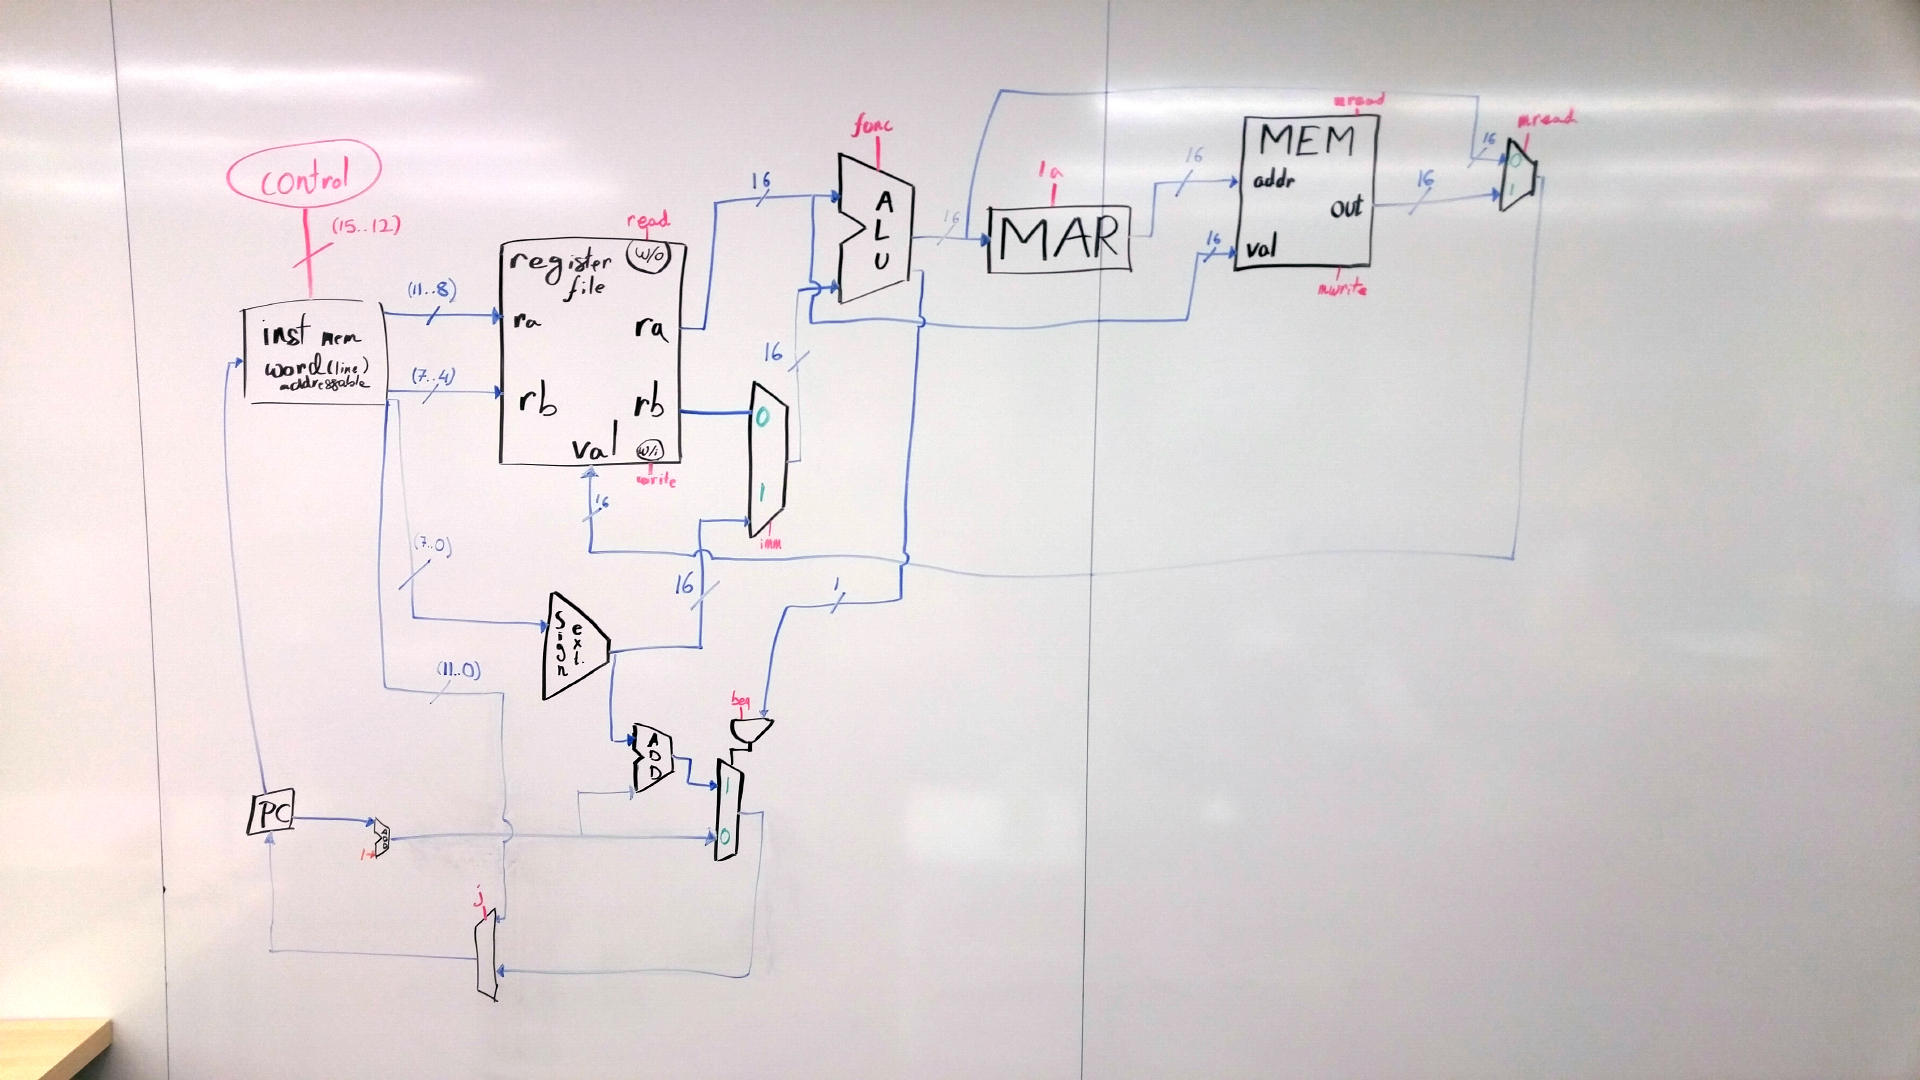 control
(15..12)
inst mem
word (line)
addressable
(11..8)
(7..4)
read
register
file
w/o
ra
ra
rb
rb
val
w/i
write
16
16
func
A
L
U
16
16
la
MAR
16
mread
MEM
addr
out
val
mwrite
16
16
16
mread
0
1
0
1
imm
(7..0)
16
1
Sign
ext.
(11..0)
beq
ADD
1
0
PC
1
ADD
j